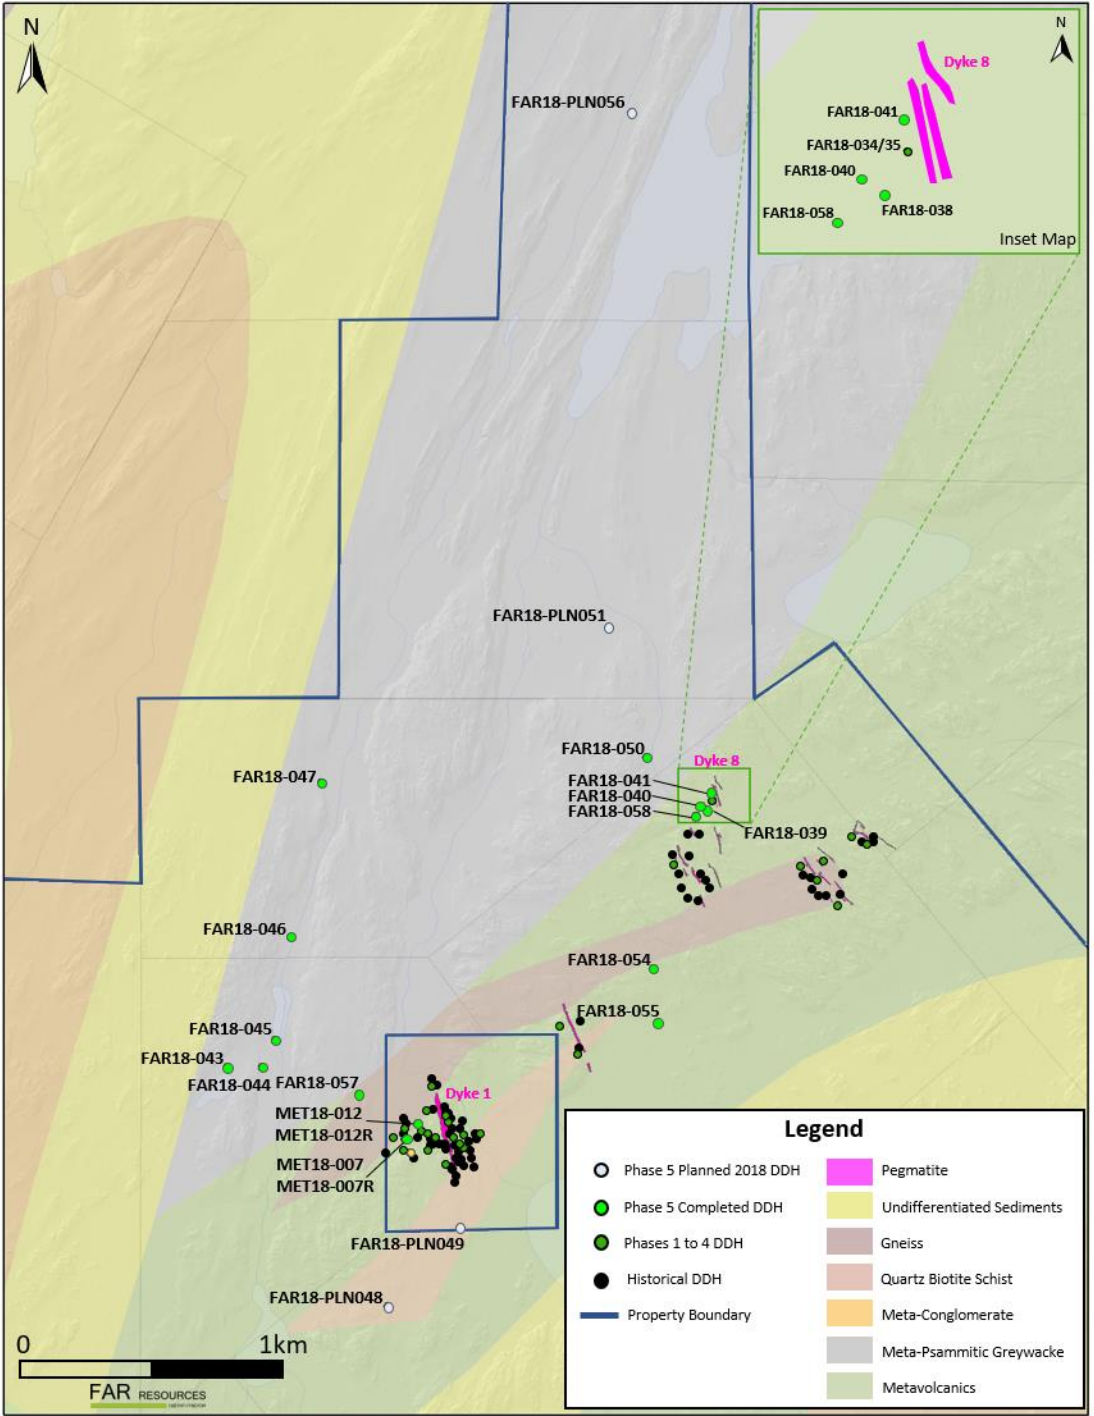 N
FAR18-PLN056
N
Dyke 8
FAR18-041
FAR18-034/35
FAR18-040
FAR18-038
FAR18-058
Inset Map
FAR18-PLN051
FAR18-050
Dyke 8
FAR18-047
FAR18-041
FAR18-040
FAR18-058
FAR18-039
FAR18-046
FAR18-054
FAR18-055
FAR18-045
FAR18-043
FAR18-044
FAR18-057
Dyke 1
MET18-012
MET18-012R
MET18-007
MET18-007R
FAR18-PLN049
FAR18-PLN048
Legend
Phase 5 Planned 2018 DDH
Phase 5 Completed DDH
Phases 1 to 4 DDH
Historical DDH
Property Boundary
Pegmatite
Undifferentiated Sediments
Gneiss
Quartz Biotite Schist
Meta-Conglomerate
Meta-Psammitic Greywacke
Metavolcanics
0 1km
FAR RESOURCES